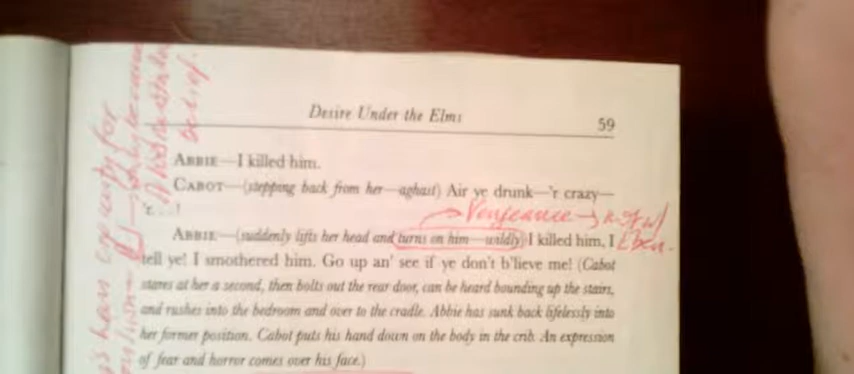 Desire Under the Elms
59
ABBIE—I killed him.
CABOT—(stepping back from her—aghast) Air ye drunk—'r crazy—
'r . . . !
Vengeance → not w/
ABBIE—(suddenly lifts her head and turns on him—wildly) I killed him, I
Eben.
tell ye! I smothered him. Go up an' see if ye don't b'lieve me! (Cabot
stares at her a second, then bolts out the rear door, can be heard bounding up the stairs,
and rushes into the bedroom and over to the cradle. Abbie has sunk back lifelessly into
her former position. Cabot puts his hand down on the body in the crib. An expression
of fear and horror comes over his face.)
belief.
capacity for